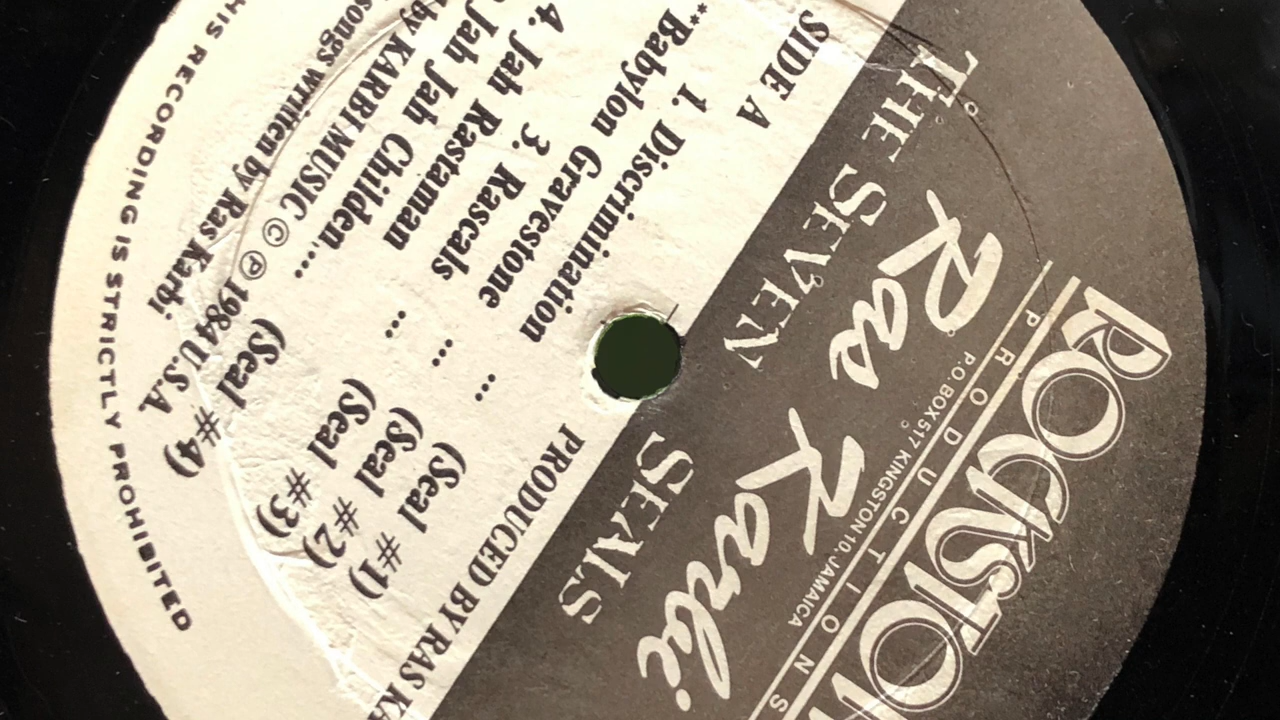 ROCKSTO
PRODUCTIONS
P.O. BOX 517 KINGSTON 10, JAMAICA
Ras Karbi
THE SEVEN SEALS
SIDE A PRODUCED BY RAS KA
1. Discrimination ... (Seal #1)
**Babylon Gravestone ... (Seal #2)
3. Rascals ... (Seal #3)
4. Jah Rastaman
Jah Jah Childen.... (Seal #4)
by KARBI MUSIC © ℗ 1984 U.S.A.
songs written by Ras Karbi
HIS RECORDING IS STRICTLY PROHIBITED